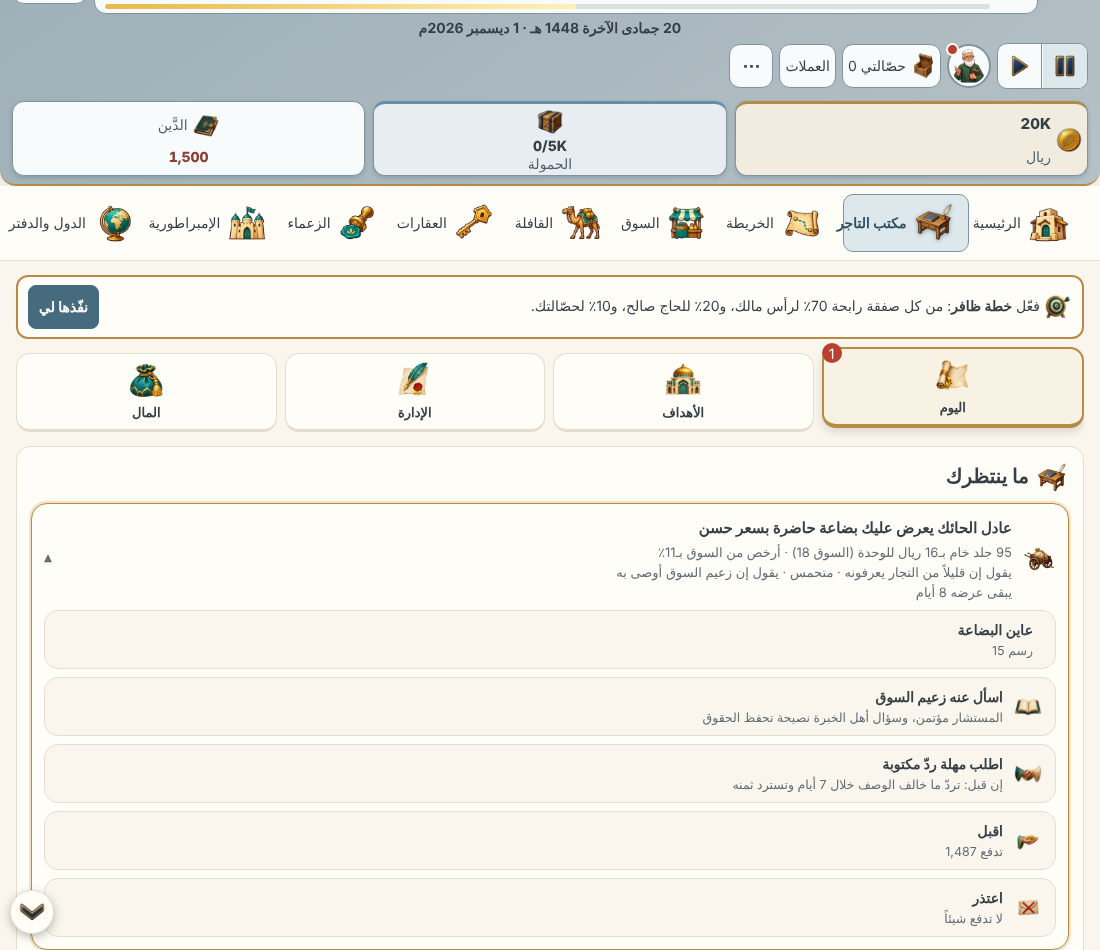 20 جمادى الآخرة 1448 هـ · 1 ديسمبر 2026م
حصّالتي 0
العملات
...
20K
ريال
0/5K
الحمولة
الدَّين
1,500
الرئيسية
مكتب التاجر
الخريطة
السوق
القافلة
العقارات
الزعماء
الإمبراطورية
الدول والدفتر
فعّل خطة ظافر: من كل صفقة رابحة 70٪ لرأس مالك، و20٪ للحاج صالح، و10٪ لحصّالتك.
نفّذها لي
1
اليوم
الأهداف
الإدارة
المال
ما ينتظرك
عادل الحائك يعرض عليك بضاعة حاضرة بسعر حسن
95 جلد خام بـ16 ريال للوحدة (السوق 18) · أرخص من السوق بـ11٪
يقول إن قليلاً من التجار يعرفونه · متحمس · يقول إن زعيم السوق أوصى به
يبقى عرضه 8 أيام
عاين البضاعة
رسم 15
اسأل عنه زعيم السوق
المستشار مؤتمن، وسؤال أهل الخبرة نصيحة تحفظ الحقوق
اطلب مهلة ردّ مكتوبة
إن قبل: تردّ ما خالف الوصف خلال 7 أيام وتسترد ثمنه
اقبل
تدفع 1,487
اعتذر
لا تدفع شيئاً